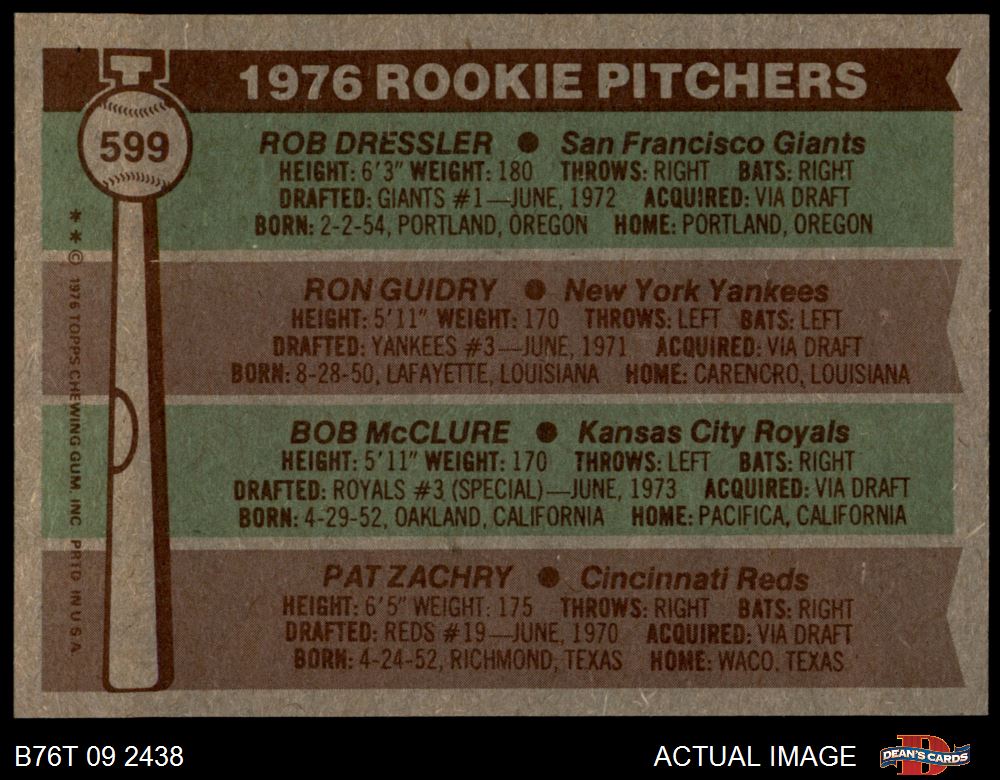 1976 ROOKIE PITCHERS
599
ROB DRESSLER ● San Francisco Giants
HEIGHT: 6'3" WEIGHT: 180 THROWS: RIGHT BATS: RIGHT
DRAFTED: GIANTS #1—JUNE, 1972 ACQUIRED: VIA DRAFT
BORN: 2-2-54, PORTLAND, OREGON HOME: PORTLAND, OREGON
RON GUIDRY ● New York Yankees
HEIGHT: 5'11" WEIGHT: 170 THROWS: LEFT BATS: LEFT
DRAFTED: YANKEES #3—JUNE, 1971 ACQUIRED: VIA DRAFT
BORN: 8-28-50, LAFAYETTE, LOUISIANA HOME: CARENCRO, LOUISIANA
BOB McCLURE ● Kansas City Royals
HEIGHT: 5'11" WEIGHT: 170 THROWS: LEFT BATS: RIGHT
DRAFTED: ROYALS #3 (SPECIAL)—JUNE, 1973 ACQUIRED: VIA DRAFT
BORN: 4-29-52, OAKLAND, CALIFORNIA HOME: PACIFICA, CALIFORNIA
PAT ZACHRY ● Cincinnati Reds
HEIGHT: 6'5" WEIGHT: 175 THROWS: RIGHT BATS: RIGHT
DRAFTED: REDS #19—JUNE, 1970 ACQUIRED: VIA DRAFT
BORN: 4-24-52, RICHMOND, TEXAS HOME: WACO, TEXAS
* * © 1976 TOPPS CHEWING GUM, INC. PRTD. IN U.S.A.
B76T 09 2438
ACTUAL IMAGE
D
DEAN'S CARDS